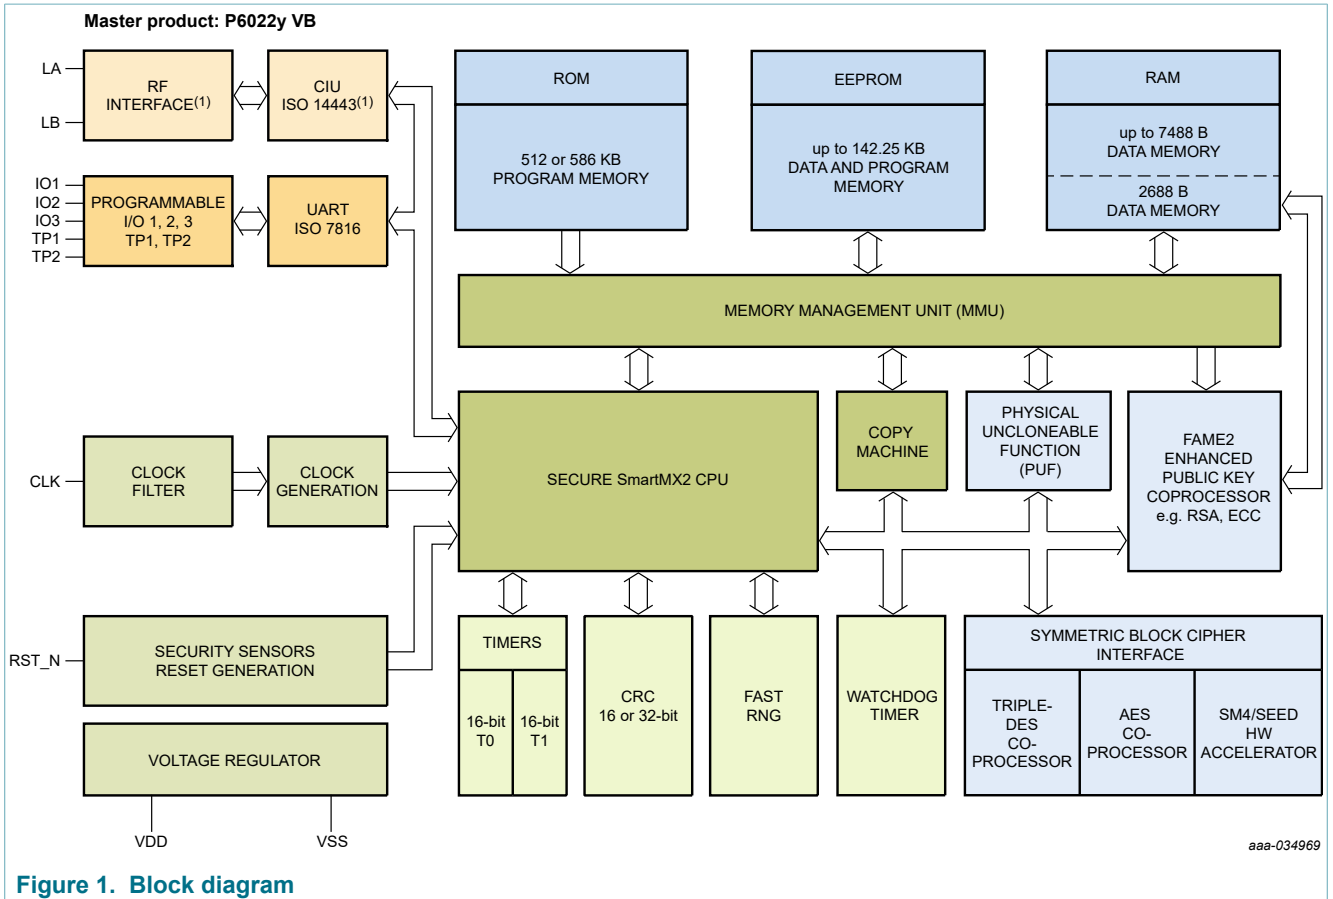 Master product: P6022y VB
LA
LB
RF
INTERFACE(1)
CIU
ISO 14443(1)
IO1
IO2
IO3
TP1
TP2
PROGRAMMABLE
I/O 1, 2, 3
TP1, TP2
UART
ISO 7816
ROM
512 or 586 KB
PROGRAM MEMORY
EEPROM
up to 142.25 KB
DATA AND PROGRAM
MEMORY
RAM
up to 7488 B
DATA MEMORY
2688 B
DATA MEMORY
MEMORY MANAGEMENT UNIT (MMU)
CLK
CLOCK
FILTER
CLOCK
GENERATION
SECURE SmartMX2 CPU
COPY
MACHINE
PHYSICAL
UNCLONEABLE
FUNCTION
(PUF)
FAME2
ENHANCED
PUBLIC KEY
COPROCESSOR
e.g. RSA, ECC
RST_N
SECURITY SENSORS
RESET GENERATION
VOLTAGE REGULATOR
VDD
VSS
TIMERS
16-bit
T0
16-bit
T1
CRC
16 or 32-bit
FAST
RNG
WATCHDOG
TIMER
SYMMETRIC BLOCK CIPHER
INTERFACE
TRIPLE-
DES
CO-
PROCESSOR
AES
CO-
PROCESSOR
SM4/SEED
HW
ACCELERATOR
aaa-034969
Figure 1. Block diagram